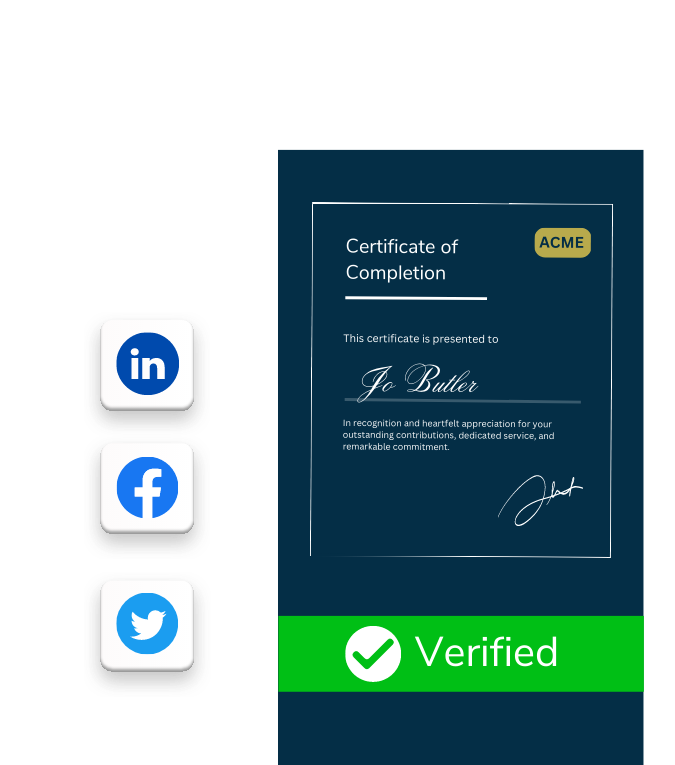 Certificate of
Completion
ACME
This certificate is presented to
Jo Butler
In recognition and heartfelt appreciation for your
outstanding contributions, dedicated service, and
remarkable commitment.
in
Verified